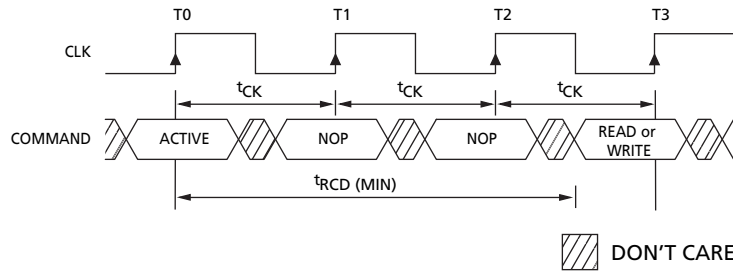 T0 T1 T2 T3
CLK
tCK tCK tCK
COMMAND ACTIVE NOP NOP READ or
WRITE
tRCD (MIN)
DON'T CARE